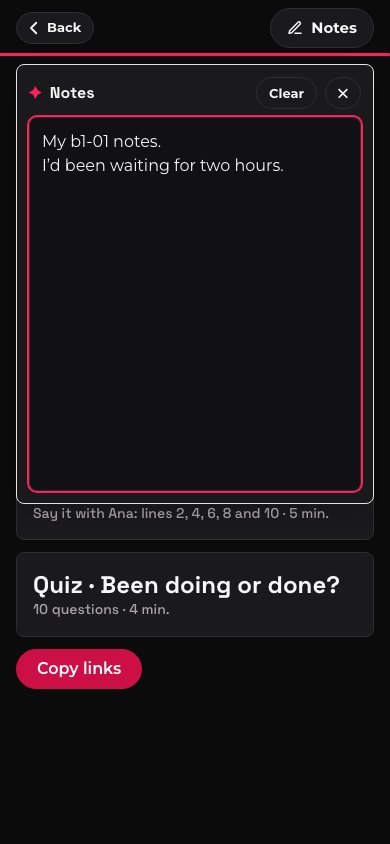 Back
Notes
Notes
Clear
My b1-01 notes.
I'd been waiting for two hours.
Say it with Ana: lines 2, 4, 6, 8 and 10 · 5 min.
Quiz · Been doing or done?
10 questions · 4 min.
Copy links